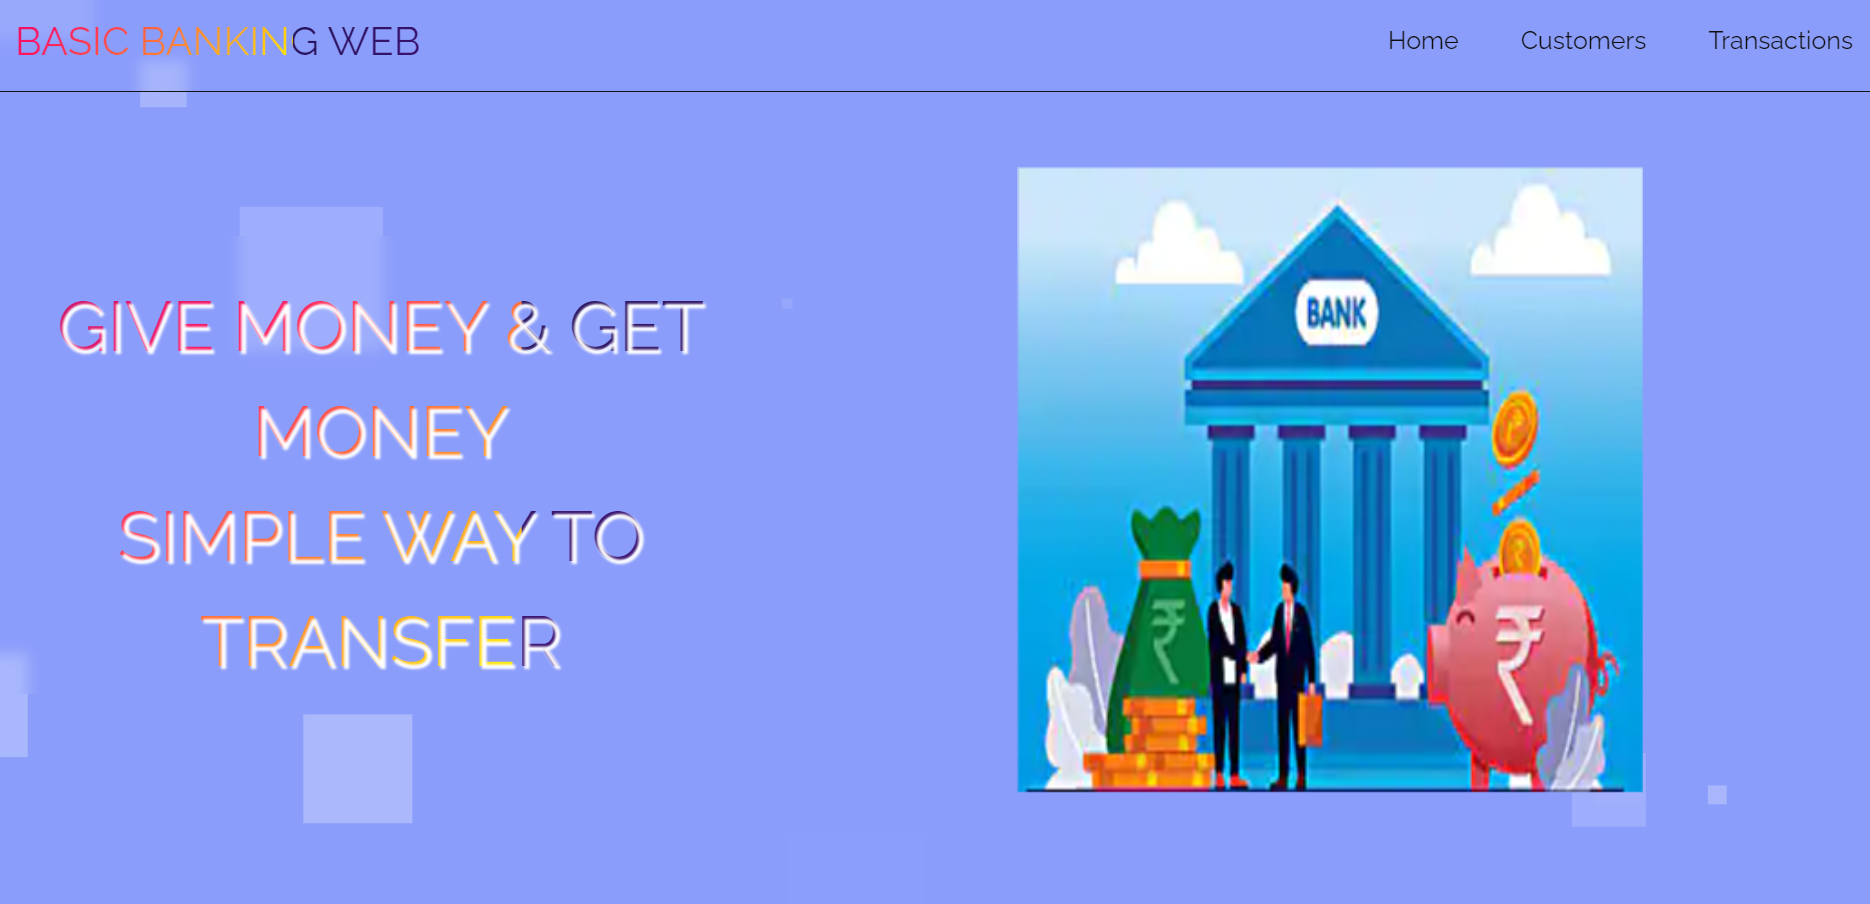 BASIC BANKING WEB
Home Customers Transactions
GIVE MONEY & GET
MONEY
SIMPLE WAY TO
TRANSFER
BANK
₹
₹
₹